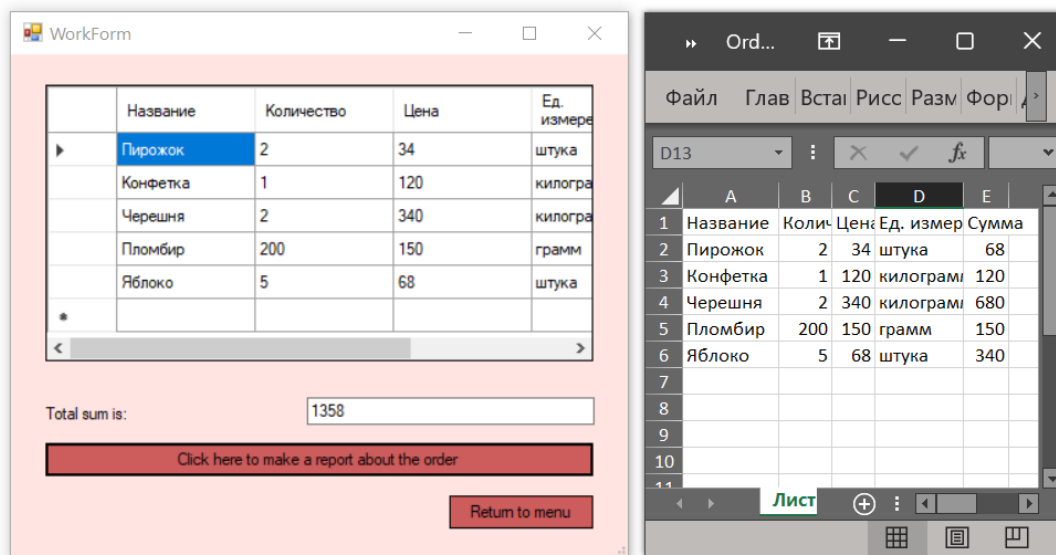 WorkForm
Название Количество Цена Ед. измере
Пирожок 2 34 штука
Конфетка 1 120 килогра
Черешня 2 340 килогра
Пломбир 200 150 грамм
Яблоко 5 68 штука
Total sum is: 1358
Click here to make a report about the order
Return to menu
Ord...
Файл Глав Встаı Рисс Разм Фор
D13 fx
A B C D E
1 Название Колич Цена Ед. измер Сумма
2 Пирожок 2 34 штука 68
3 Конфетка 1 120 килограмм 120
4 Черешня 2 340 килограмм 680
5 Пломбир 200 150 грамм 150
6 Яблоко 5 68 штука 340
7
8
9
10
11
Лист